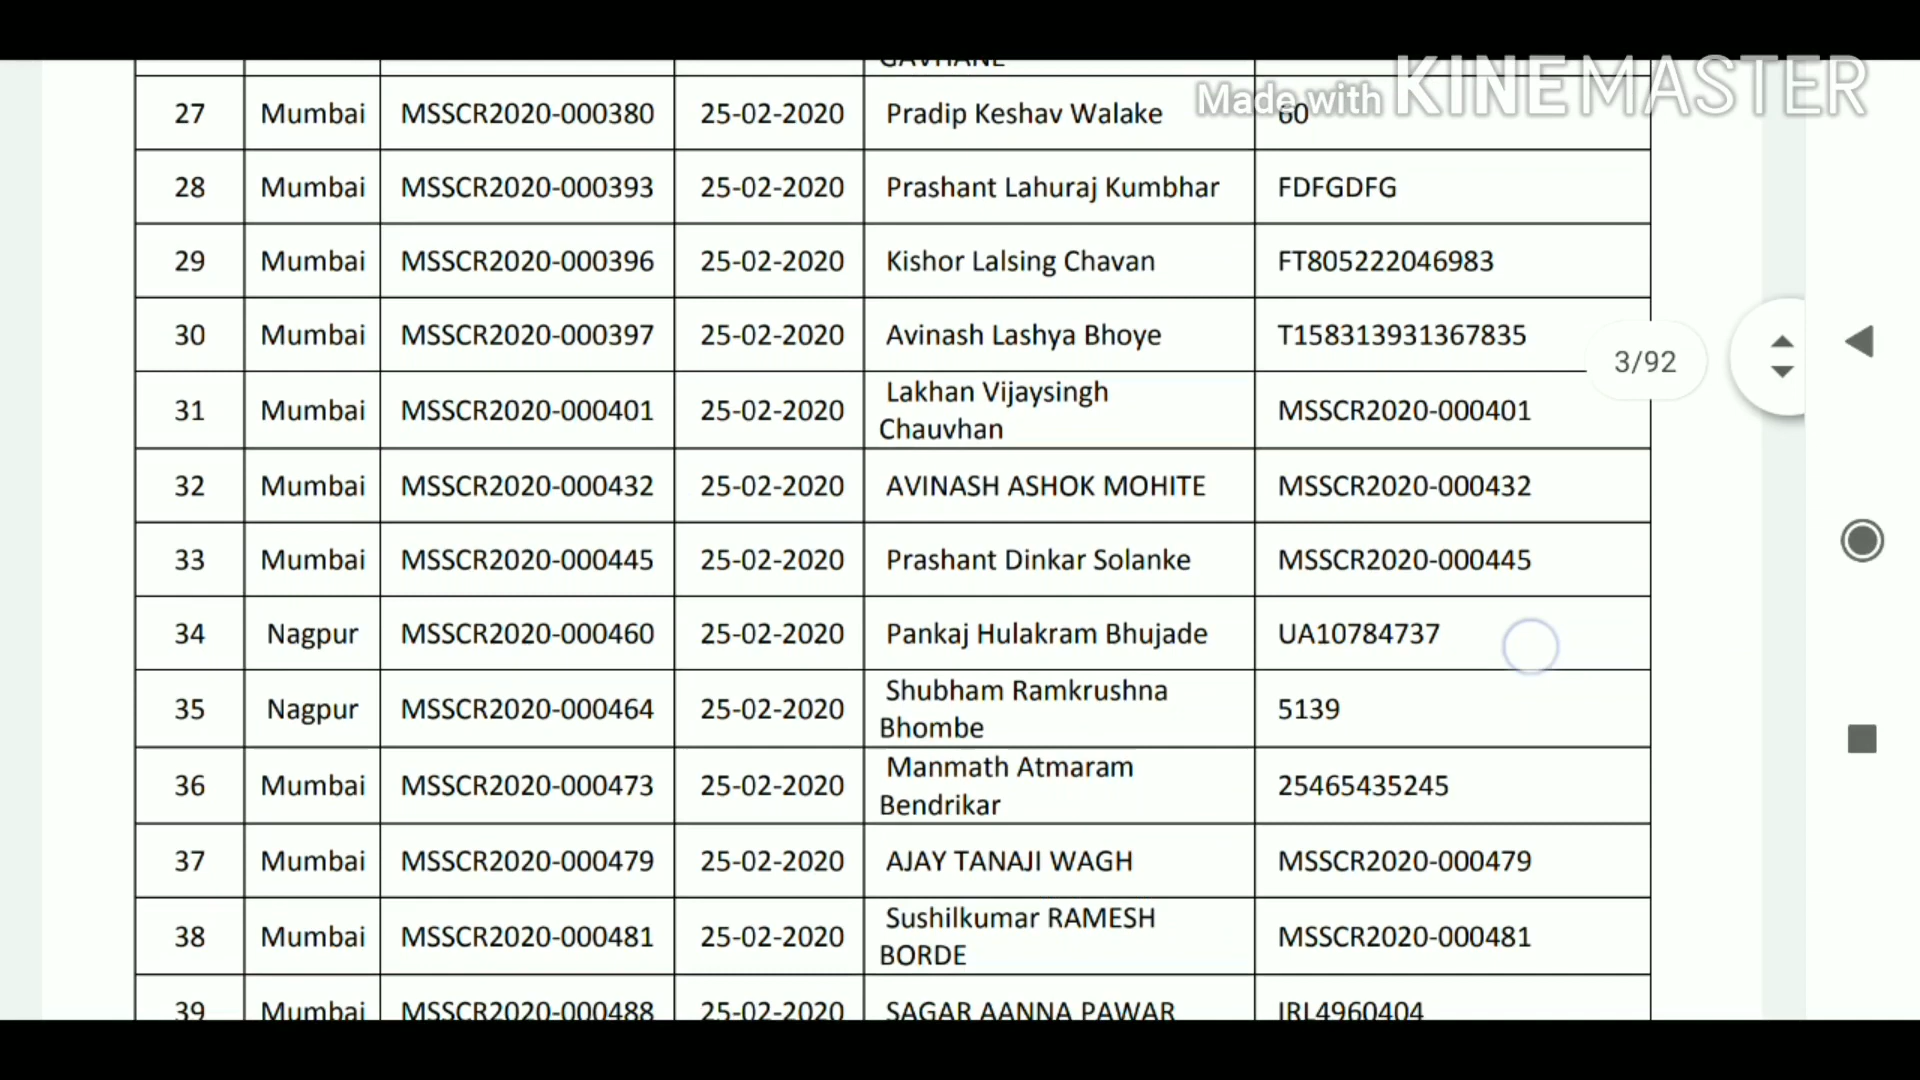 GAVHANE
Made with KINEMASTER
27 Mumbai MSSCR2020-000380 25-02-2020 Pradip Keshav Walake 60
28 Mumbai MSSCR2020-000393 25-02-2020 Prashant Lahuraj Kumbhar FDFGDFG
29 Mumbai MSSCR2020-000396 25-02-2020 Kishor Lalsing Chavan FT805222046983
30 Mumbai MSSCR2020-000397 25-02-2020 Avinash Lashya Bhoye T158313931367835
3/92
31 Mumbai MSSCR2020-000401 25-02-2020 Lakhan Vijaysingh
Chauvhan MSSCR2020-000401
32 Mumbai MSSCR2020-000432 25-02-2020 AVINASH ASHOK MOHITE MSSCR2020-000432
33 Mumbai MSSCR2020-000445 25-02-2020 Prashant Dinkar Solanke MSSCR2020-000445
34 Nagpur MSSCR2020-000460 25-02-2020 Pankaj Hulakram Bhujade UA10784737
35 Nagpur MSSCR2020-000464 25-02-2020 Shubham Ramkrushna
Bhombe 5139
36 Mumbai MSSCR2020-000473 25-02-2020 Manmath Atmaram
Bendrikar 25465435245
37 Mumbai MSSCR2020-000479 25-02-2020 AJAY TANAJI WAGH MSSCR2020-000479
38 Mumbai MSSCR2020-000481 25-02-2020 Sushilkumar RAMESH
BORDE MSSCR2020-000481
39 Mumbai MSSCR2020-000488 25-02-2020 SAGAR AANNA PAWAR IRL4960404